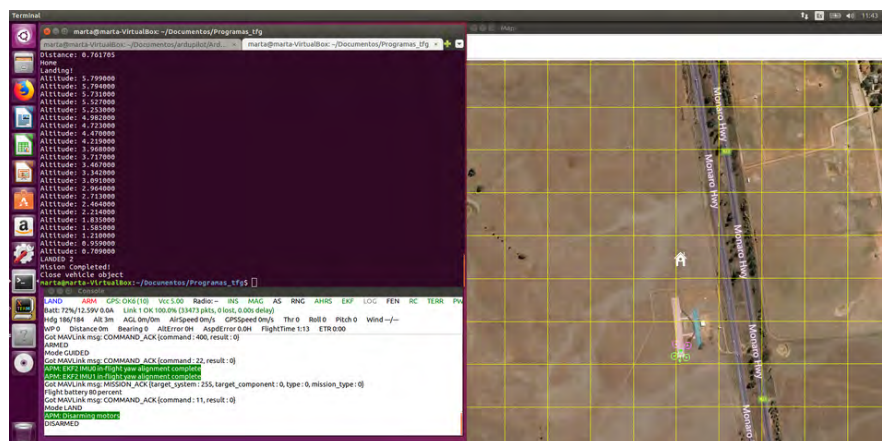 Terminal
Es
11:43
marta@marta-VirtualBox: ~/Documentos/Programas_tfg
marta@marta-VirtualBox: ~/Documentos/ardupilot/Ard...
marta@marta-VirtualBox: ~/Documentos/Programas_tfg
Distance: 0.761705
Home
Landing!
Altitude: 5.799000
Altitude: 5.794000
Altitude: 5.731000
Altitude: 5.527000
Altitude: 5.253000
Altitude: 4.982000
Altitude: 4.723000
Altitude: 4.470000
Altitude: 4.219000
Altitude: 3.968000
Altitude: 3.717000
Altitude: 3.467000
Altitude: 3.342000
Altitude: 3.091000
Altitude: 2.964000
Altitude: 2.713000
Altitude: 2.464000
Altitude: 2.214000
Altitude: 1.835000
Altitude: 1.585000
Altitude: 1.210000
Altitude: 0.959000
Altitude: 0.709000
LANDED 2
Mision Completed!
Close vehicle object
marta@marta-VirtualBox:~/Documentos/Programas_tfg$
Console
LAND ARM GPS: OK6 (10) Vcc 5.00 Radio: -- INS MAG AS RNG AHRS EKF LOG FEN RC TERR PW
Batt: 72%/12.59V 0.0A Link 1 OK 100.0% (33473 pkts, 0 lost, 0.00s delay)
Hdg 186/184 Alt 3m AGL 0m/0m AirSpeed 0m/s GPSSpeed 0m/s Thr 0 Roll 0 Pitch 0 Wind --/--
WP 0 Distance 0m Bearing 0 AltError 0H AspdError 0.0H FlightTime 1:13 ETR 0:00
Got MAVLink msg: COMMAND_ACK {command : 400, result : 0}
ARMED
Mode GUIDED
Got MAVLink msg: COMMAND_ACK {command : 22, result : 0}
APM: EKF2 IMU0 in-flight yaw alignment complete
APM: EKF2 IMU1 in-flight yaw alignment complete
Got MAVLink msg: MISSION_ACK {target_system : 255, target_component : 0, type : 0, mission_type : 0}
Flight battery 80 percent
Got MAVLink msg: COMMAND_ACK {command : 11, result : 0}
Mode LAND
APM: Disarming motors
DISARMED
Map
Monaro Hwy
Monaro Hwy
Monaro Hwy
Monaro Hwy